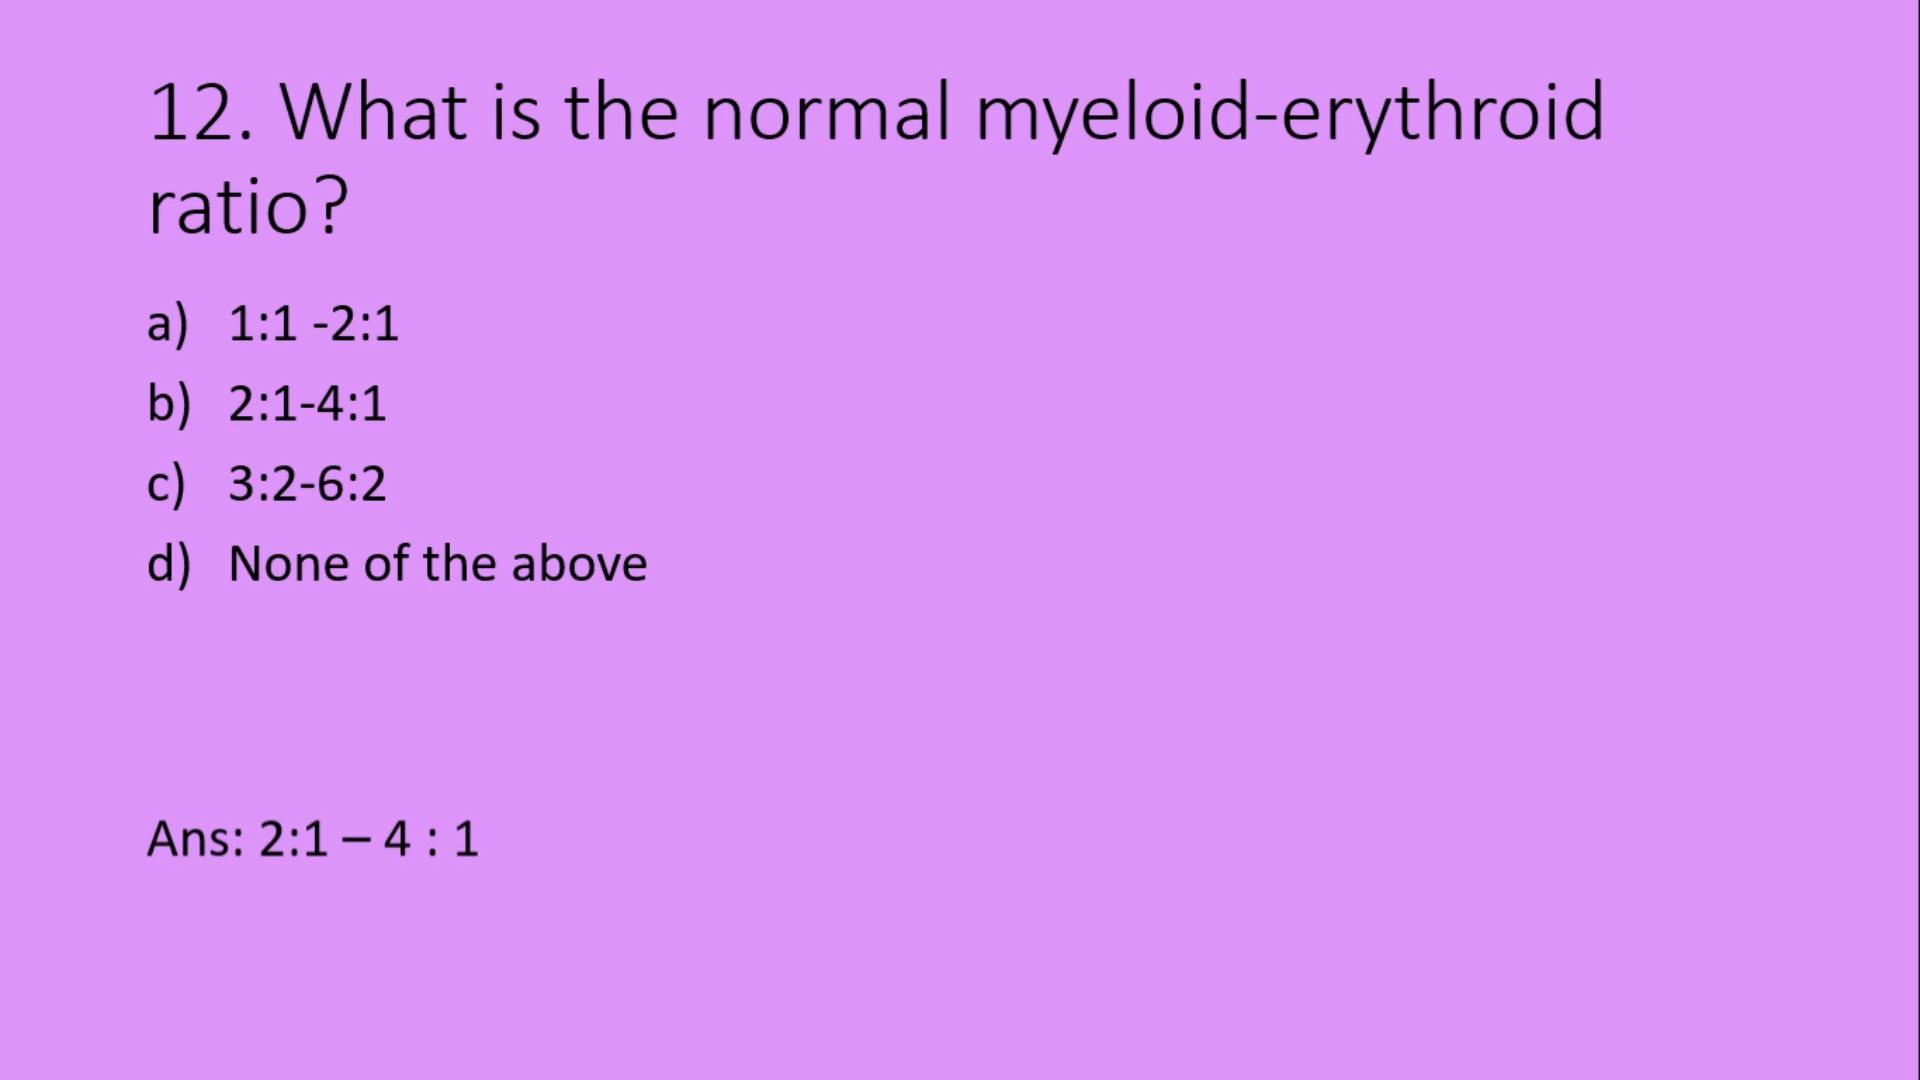 12. What is the normal myeloid-erythroid
ratio?
a) 1:1 -2:1
b) 2:1-4:1
c) 3:2-6:2
d) None of the above
Ans: 2:1 – 4 : 1